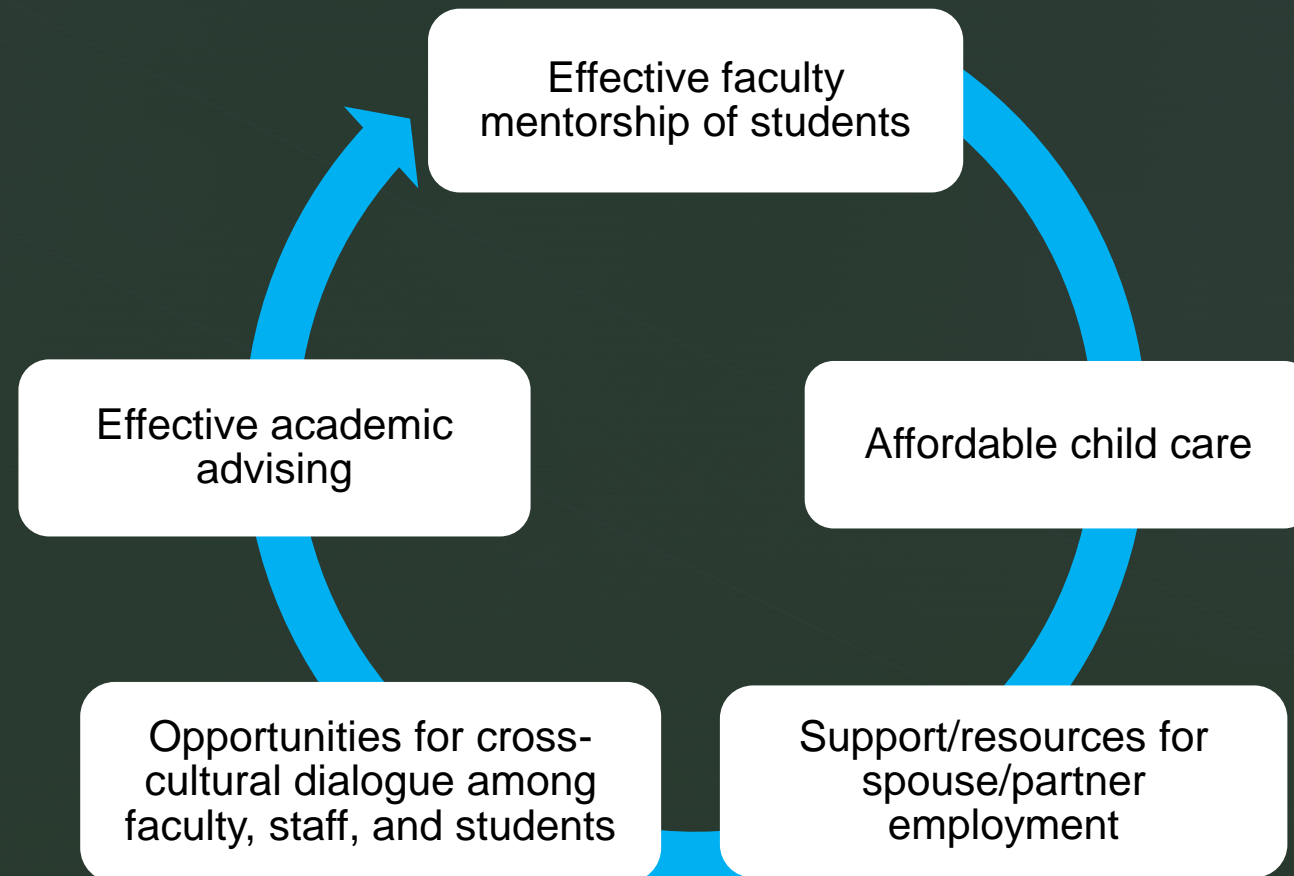 Effective faculty
mentorship of students
Affordable child care
Support/resources for
spouse/partner
employment
Opportunities for cross-
cultural dialogue among
faculty, staff, and students
Effective academic
advising